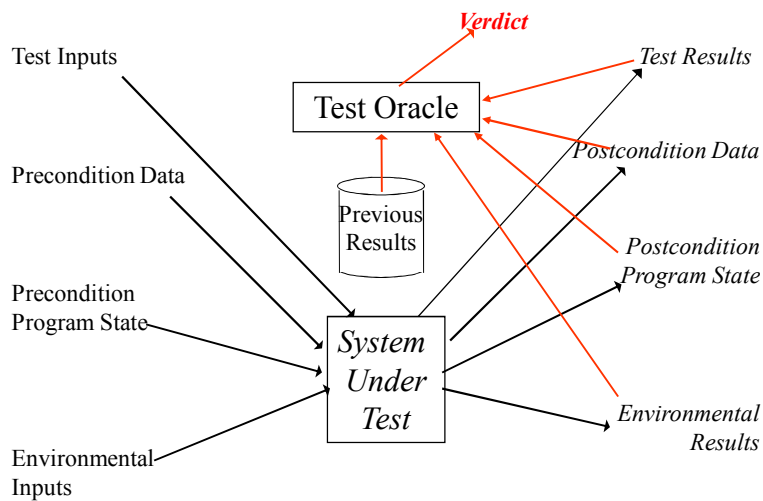 Verdict
Test Inputs
Test Results
Test Oracle
Precondition Data
Postcondition Data
Previous
Results
Postcondition
Program State
Precondition
Program State
System
Under
Test
Environmental
Results
Environmental
Inputs